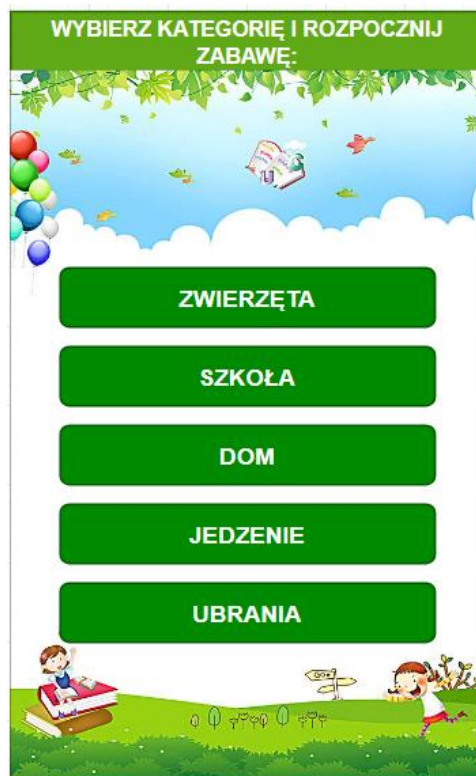 WYBIERZ KATEGORIĘ I ROZPOCZNIJ
ZABAWĘ:
ZWIERZĘTA
SZKOŁA
DOM
JEDZENIE
UBRANIA